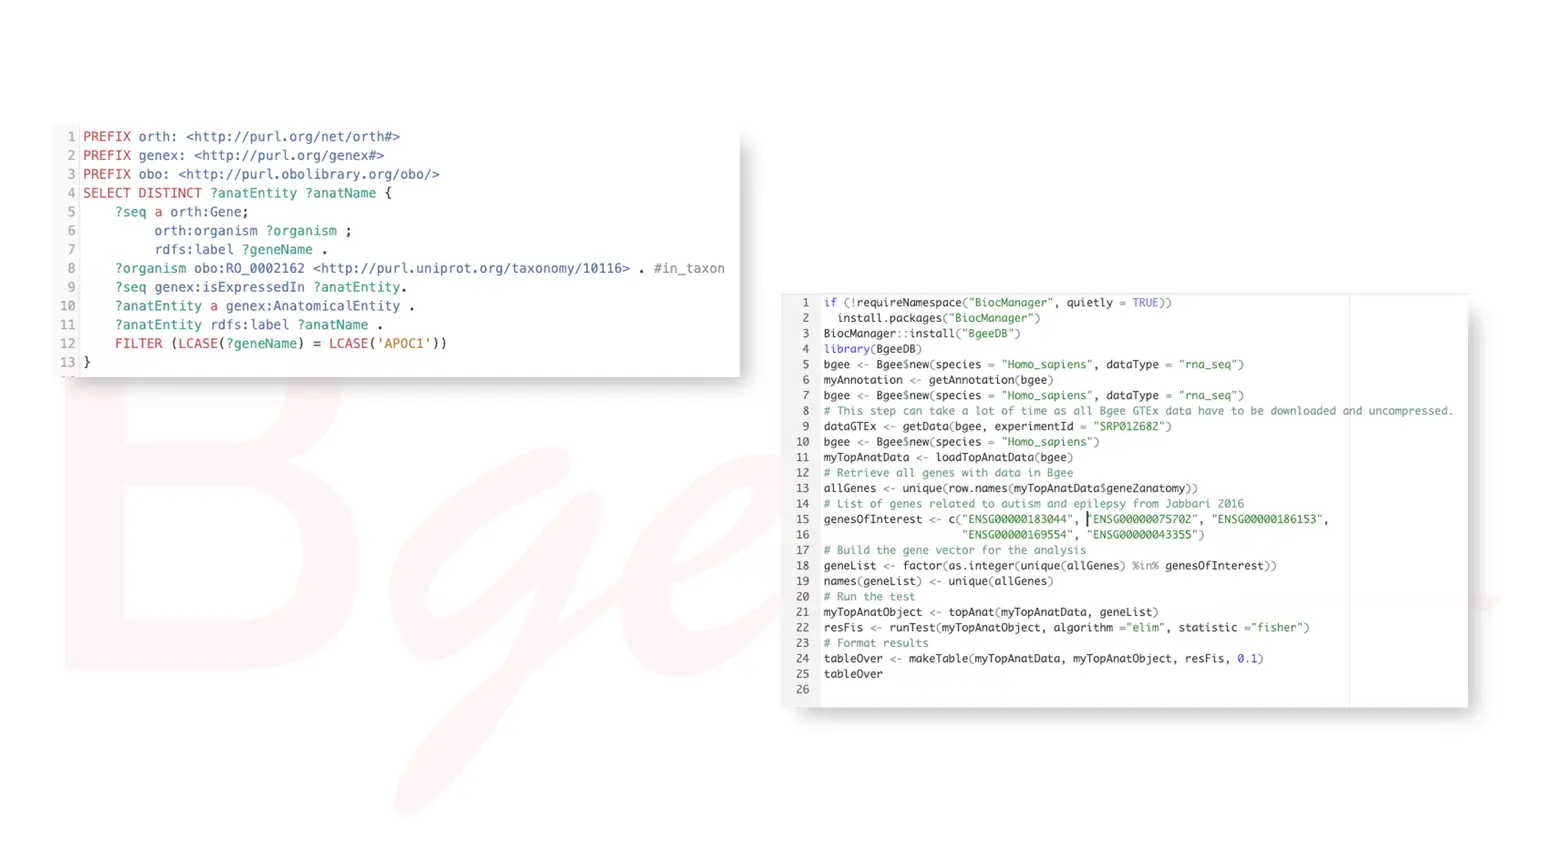 1 PREFIX orth: <http://purl.org/net/orth#>
2 PREFIX genex: <http://purl.org/genex#>
3 PREFIX obo: <http://purl.obolibrary.org/obo/>
4 SELECT DISTINCT ?anatEntity ?anatName {
5     ?seq a orth:Gene;
6          orth:organism ?organism ;
7          rdfs:label ?geneName .
8     ?organism obo:RO_0002162 <http://purl.uniprot.org/taxonomy/10116> . #in_taxon
9     ?seq genex:isExpressedIn ?anatEntity.
10     ?anatEntity a genex:AnatomicalEntity .
11     ?anatEntity rdfs:label ?anatName .
12     FILTER (LCASE(?geneName) = LCASE('APOC1'))
13 }
1 if (!requireNamespace("BiocManager", quietly = TRUE))
2   install.packages("BiocManager")
3 BiocManager::install("BgeeDB")
4 library(BgeeDB)
5 bgee <- Bgee$new(species = "Homo_sapiens", dataType = "rna_seq")
6 myAnnotation <- getAnnotation(bgee)
7 bgee <- Bgee$new(species = "Homo_sapiens", dataType = "rna_seq")
8 # This step can take a lot of time as all Bgee GTEx data have to be downloaded and uncompressed.
9 dataGTEx <- getData(bgee, experimentId = "SRP012682")
10 bgee <- Bgee$new(species = "Homo_sapiens")
11 myTopAnatData <- loadTopAnatData(bgee)
12 # Retrieve all genes with data in Bgee
13 allGenes <- unique(row.names(myTopAnatData$gene2anatomy))
14 # List of genes related to autism and epilepsy from Jabbari 2016
15 genesOfInterest <- c("ENSG00000183044", "ENSG00000075702", "ENSG00000186153",
16                      "ENSG00000169554", "ENSG00000043355")
17 # Build the gene vector for the analysis
18 geneList <- factor(as.integer(unique(allGenes) %in% genesOfInterest))
19 names(geneList) <- unique(allGenes)
20 # Run the test
21 myTopAnatObject <- topAnat(myTopAnatData, geneList)
22 resFis <- runTest(myTopAnatObject, algorithm ="elim", statistic ="fisher")
23 # Format results
24 tableOver <- makeTable(myTopAnatData, myTopAnatObject, resFis, 0.1)
25 tableOver
26
Bgee